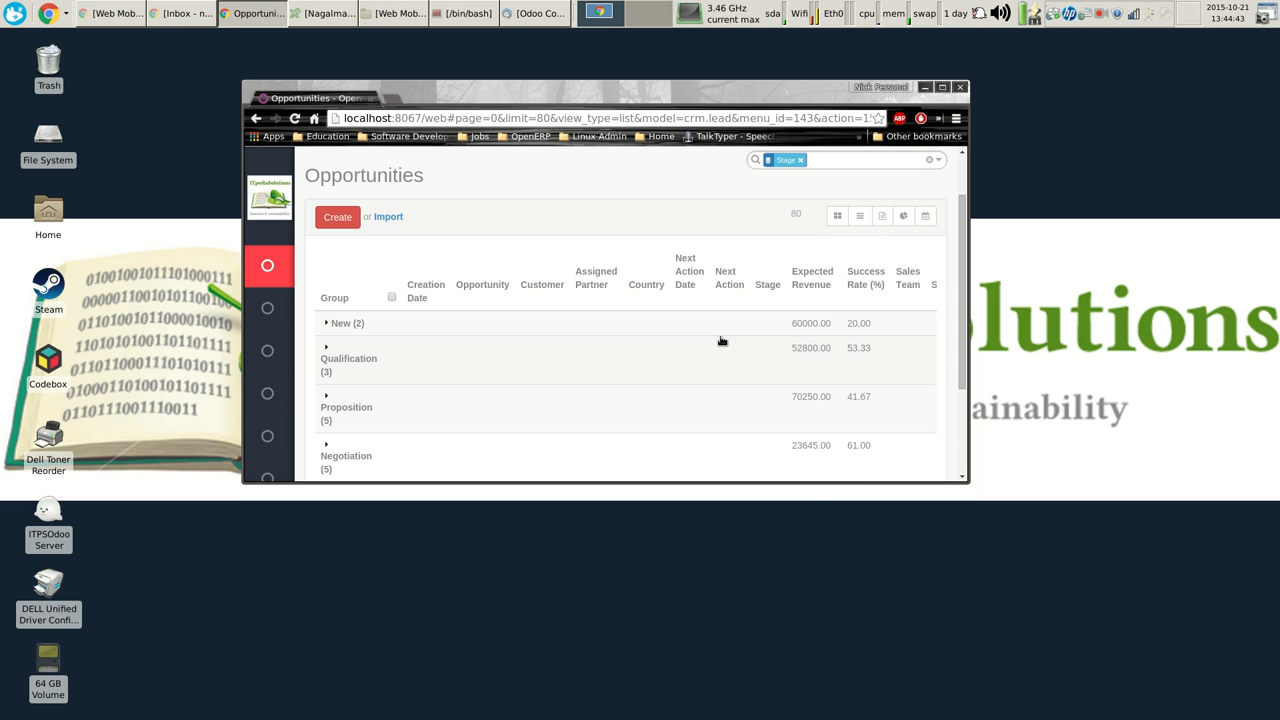 [Web Mob...
[Inbox - n...
Opportuni...
[Nagalma...
[Web Mob...
[/bin/bash]
[Odoo Co...
3.46 GHz
current max
sda
Wifi
Eth0
cpu
mem
swap
1 day
2015-10-21
13:44:43
Trash
File System
Home
Steam
Codebox
Dell Toner
Reorder
ITPSOdoo
Server
DELL Unified
Driver Confi...
64 GB
Volume
Nick Personal
Opportunities - Open
localhost:8067/web#page=0&limit=80&view_type=list&model=crm.lead&menu_id=143&action=1
ABP
Apps Education Software Develop Jobs OpenERP Linux Admin Home TalkTyper - Speech » Other bookmarks
ITpediaSolutions
Stage x
Opportunities
Create or Import
80
Group Creation Date Opportunity Customer Assigned Partner Country Next Action Date Next Action Stage Expected Revenue Success Rate (%) Sales Team S
New (2) 60000.00 20.00
Qualification (3) 52800.00 53.33
Proposition (5) 70250.00 41.67
Negotiation (5) 23645.00 61.00
olutions
ainability